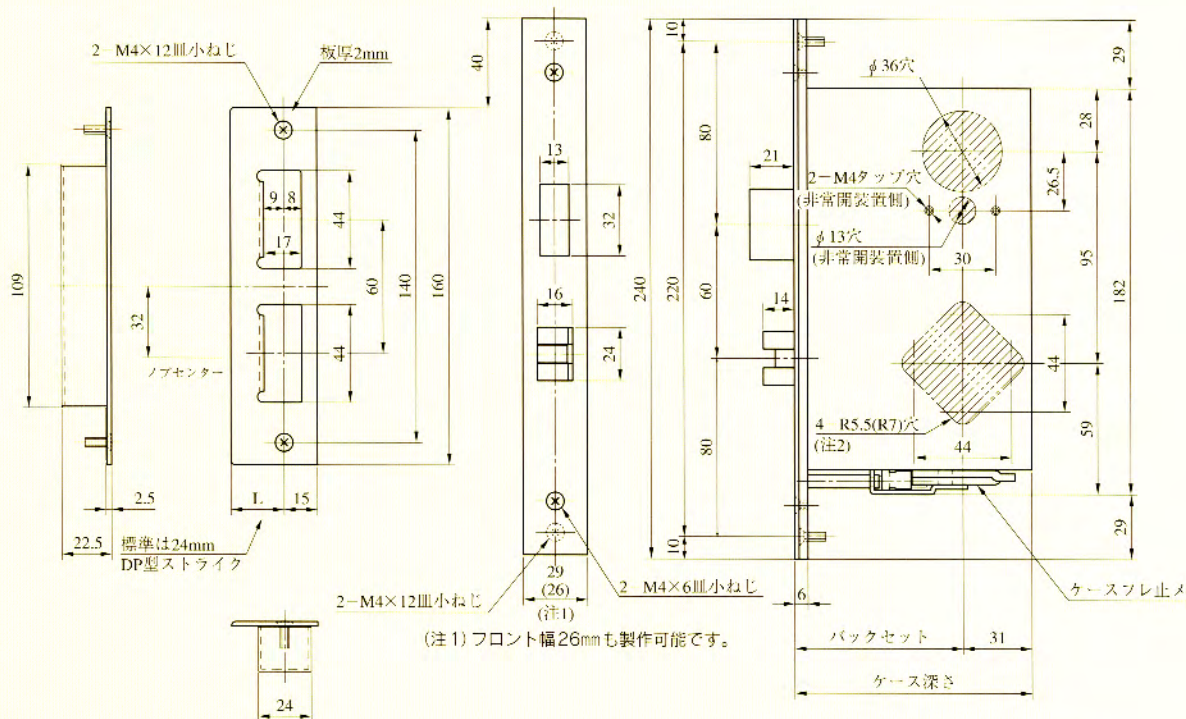 2-M4×12皿小ねじ
板厚2mm
109
9
8
17
44
44
32
60
140
160
ノブセンター
L
15
2.5
22.5
標準は24mm
DP型ストライク
24
40
13
32
16
24
29
(26)
(注1)
2-M4×12皿小ねじ
2-M4×6皿小ねじ
(注1) フロント幅26mmも製作可能です。
10
80
60
80
10
240
220
21
14
6
φ36穴
2-M4タップ穴
(非常開装置側)
φ13穴
(非常開装置側)
30
4-R5.5(R7)穴
(注2)
44
44
29
28
26.5
95
182
59
29
ケースブレ止メ
バックセット
31
ケース深さ